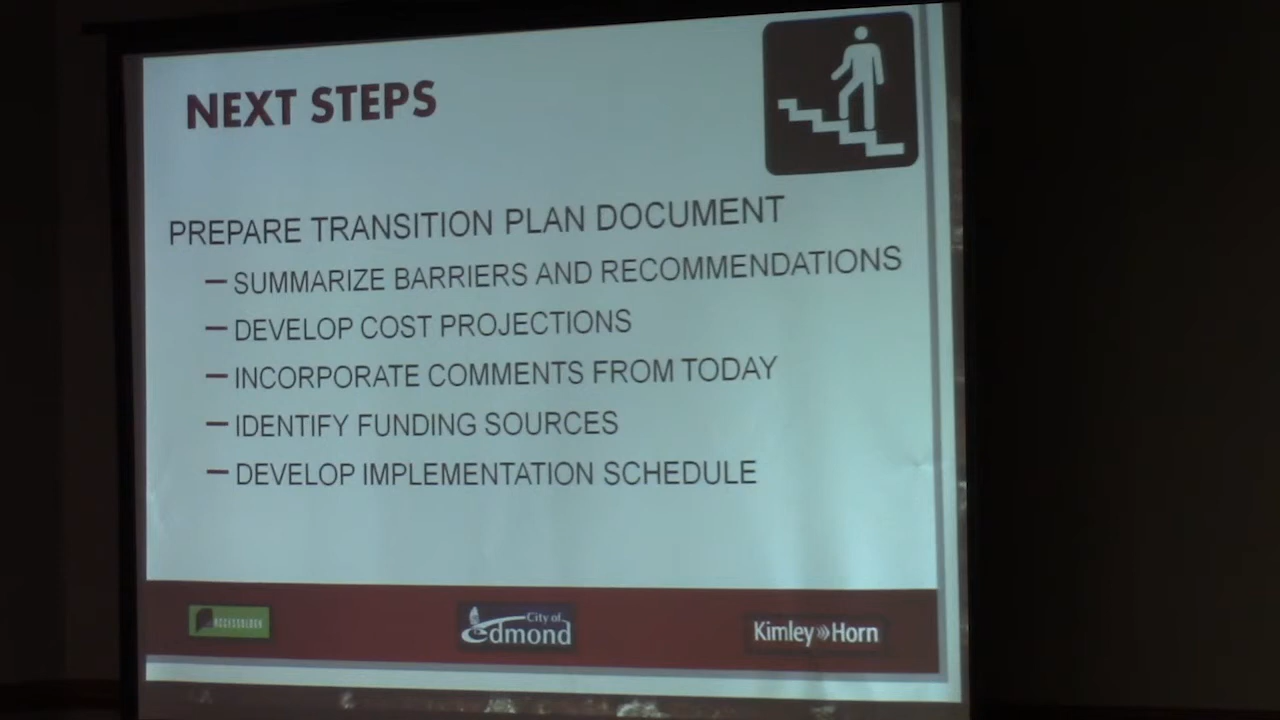 NEXT STEPS
PREPARE TRANSITION PLAN DOCUMENT
– SUMMARIZE BARRIERS AND RECOMMENDATIONS
– DEVELOP COST PROJECTIONS
– INCORPORATE COMMENTS FROM TODAY
– IDENTIFY FUNDING SOURCES
– DEVELOP IMPLEMENTATION SCHEDULE
ACCESSOLOGY
City of
Edmond
Kimley»Horn